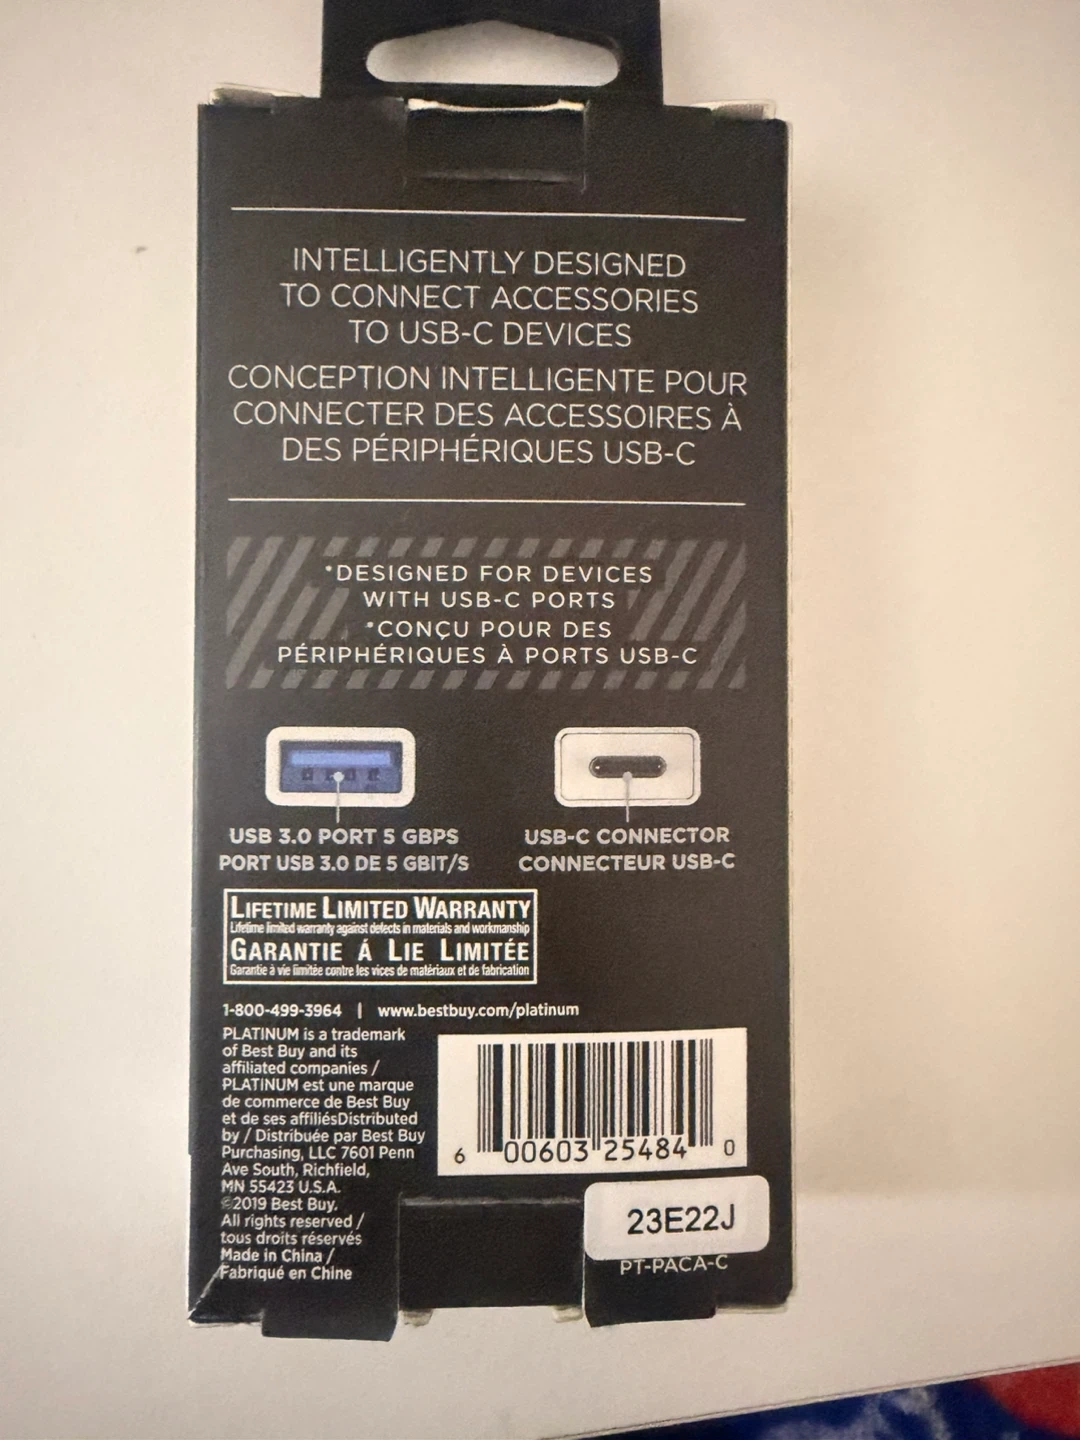 INTELLIGENTLY DESIGNED
TO CONNECT ACCESSORIES
TO USB-C DEVICES
CONCEPTION INTELLIGENTE POUR
CONNECTER DES ACCESSOIRES À
DES PÉRIPHÉRIQUES USB-C
*DESIGNED FOR DEVICES
WITH USB-C PORTS
*CONÇU POUR DES
PÉRIPHÉRIQUES À PORTS USB-C
USB 3.0 PORT 5 GBPS
PORT USB 3.0 DE 5 GBIT/S
USB-C CONNECTOR
CONNECTEUR USB-C
LIFETIME LIMITED WARRANTY
Lifetime limited warranty against defects in materials and workmanship
GARANTIE Á LIE LIMITÉE
Garantie à vie limitée contre les vices de matériaux et de fabrication
1-800-499-3964 | www.bestbuy.com/platinum
PLATINUM is a trademark
of Best Buy and its
affiliated companies /
PLATINUM est une marque
de commerce de Best Buy
et de ses affiliésDistributed
by / Distribuée par Best Buy
Purchasing, LLC 7601 Penn
Ave South, Richfield,
MN 55423 U.S.A.
©2019 Best Buy.
All rights reserved /
tous droits réservés
Made in China /
Fabriqué en Chine
6 00603 25484 0
23E22J
PT-PACA-C